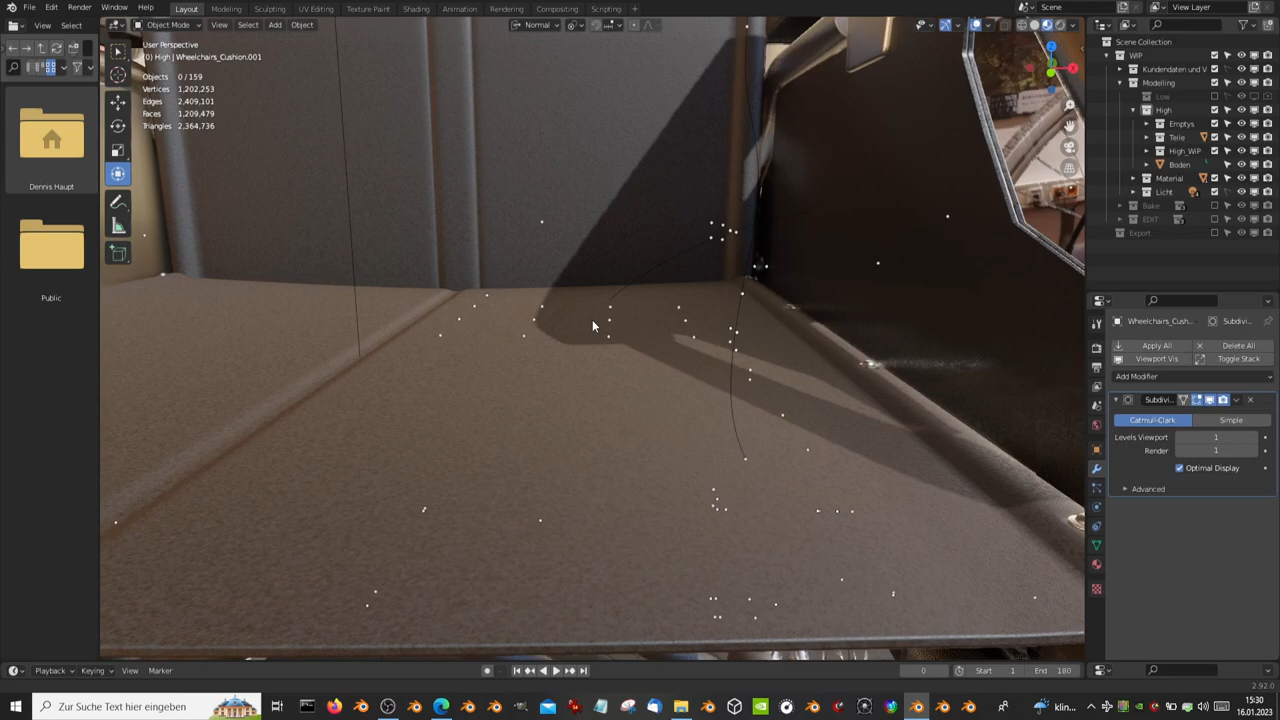 File Edit Render Window Help
Layout Modeling Sculpting UV Editing Texture Paint Shading Animation Rendering Compositing Scripting +
Scene
View Layer
View Select
Object Mode View Select Add Object
Normal
User Perspective
(0) High | Wheelchairs_Cushion.001
Objects 0 / 159
Vertices 1,202,253
Edges 2,409,101
Faces 1,209,479
Triangles 2,364,736
Dennis Haupt
Public
Scene Collection
WIP
Kundendaten und V
Modelling
Low
High
Emptys
Teile
High_WIP
Boden
Material
Licht
Bake
EDIT
Export
Wheelchairs_Cush... Subdivi...
Apply All Delete All
Viewport Vis Toggle Stack
Add Modifier
Subdivi...
Catmull-Clark Simple
Levels Viewport 1
Render 1
Optimal Display
Advanced
Playback Keying View Marker
0 Start 1 End 180
2.92.0
Zur Suche Text hier eingeben
klin...
15:30
16.01.2023